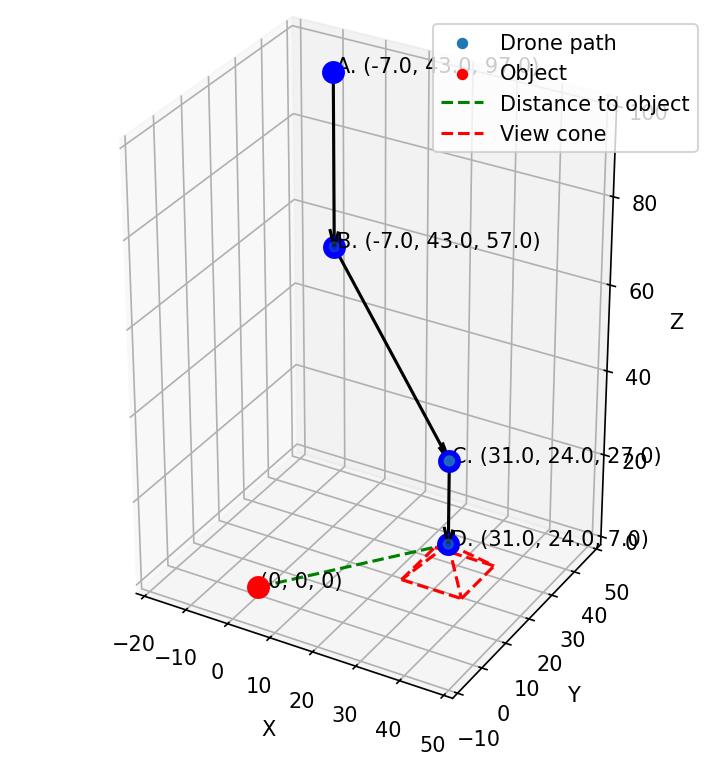 Drone path
Object
Distance to object
View cone
A. (-7.0, 43.0, 97.0)
B. (-7.0, 43.0, 57.0)
C. (31.0, 24.0, 27.0)
D. (31.0, 24.0, 7.0)
(0, 0, 0)
100
80
60
40
20
0
Z
−20
−10
0
10
20
30
40
50
X
−10
0
10
20
30
40
50
Y